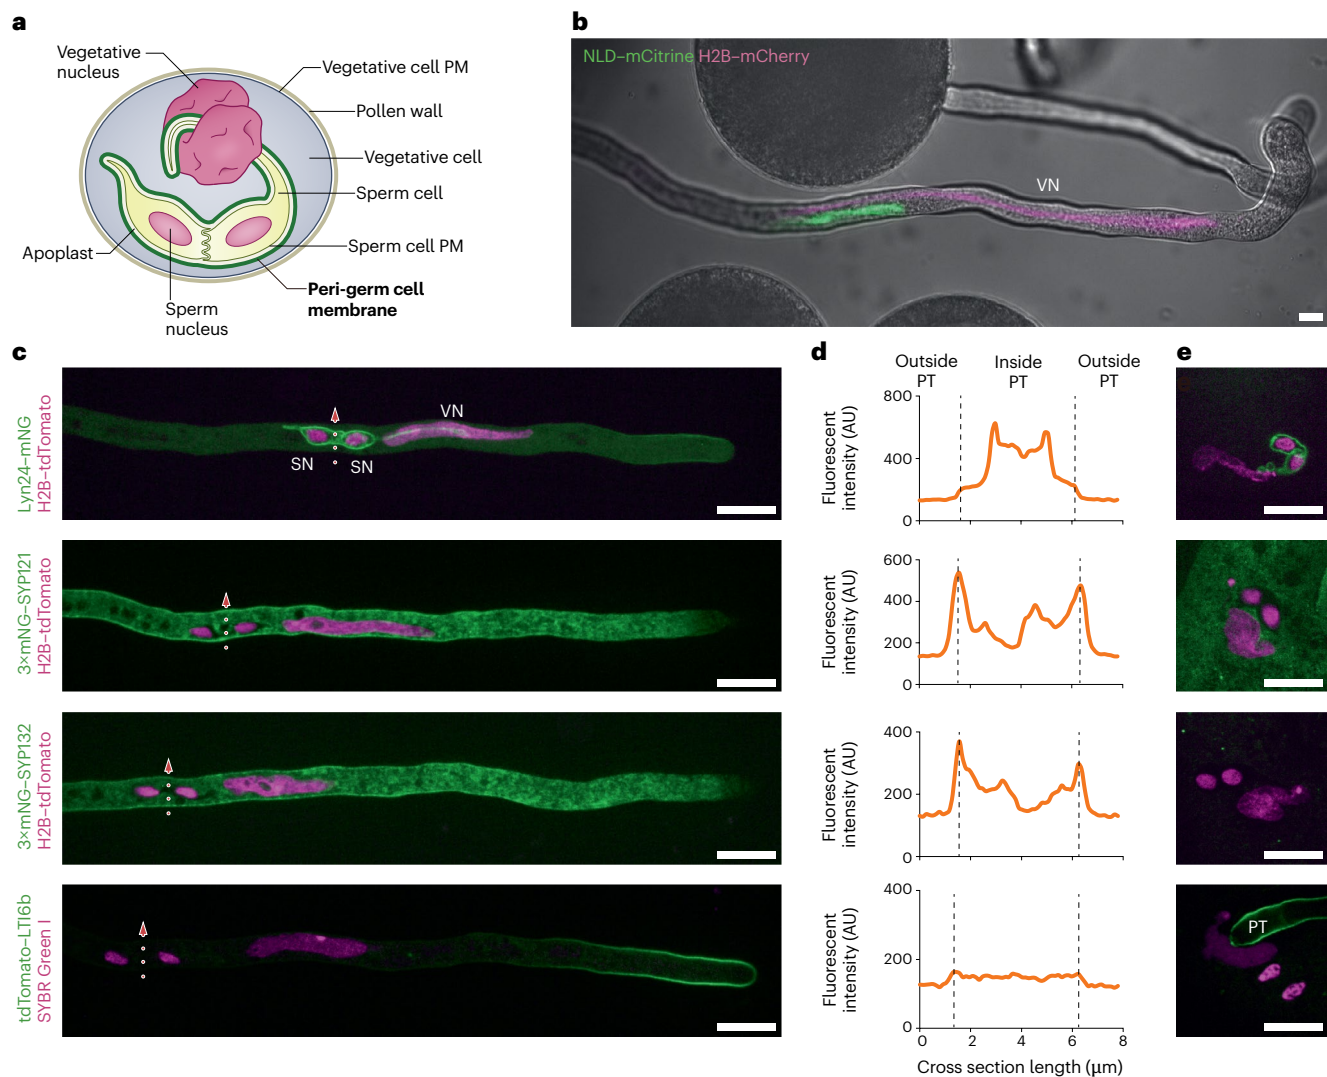 a
Vegetative
nucleus
Vegetative cell PM
Pollen wall
Vegetative cell
Sperm cell
Sperm cell PM
Apoplast
Peri-germ cell
membrane
Sperm
nucleus
b
NLD–mCitrine H2B–mCherry
VN
c
Lyn24–mNG
H2B–tdTomato
VN
SN
SN
3×mNG–SYP121
H2B–tdTomato
3×mNG–SYP132
H2B–tdTomato
tdTomato–LTI6b
SYBR Green I
d
Outside
PT
Inside
PT
Outside
PT
Fluorescent
intensity (AU)
800
400
0
Fluorescent
intensity (AU)
600
400
200
0
Fluorescent
intensity (AU)
400
200
0
Fluorescent
intensity (AU)
400
200
0
0 2 4 6 8
Cross section length (μm)
e
PT